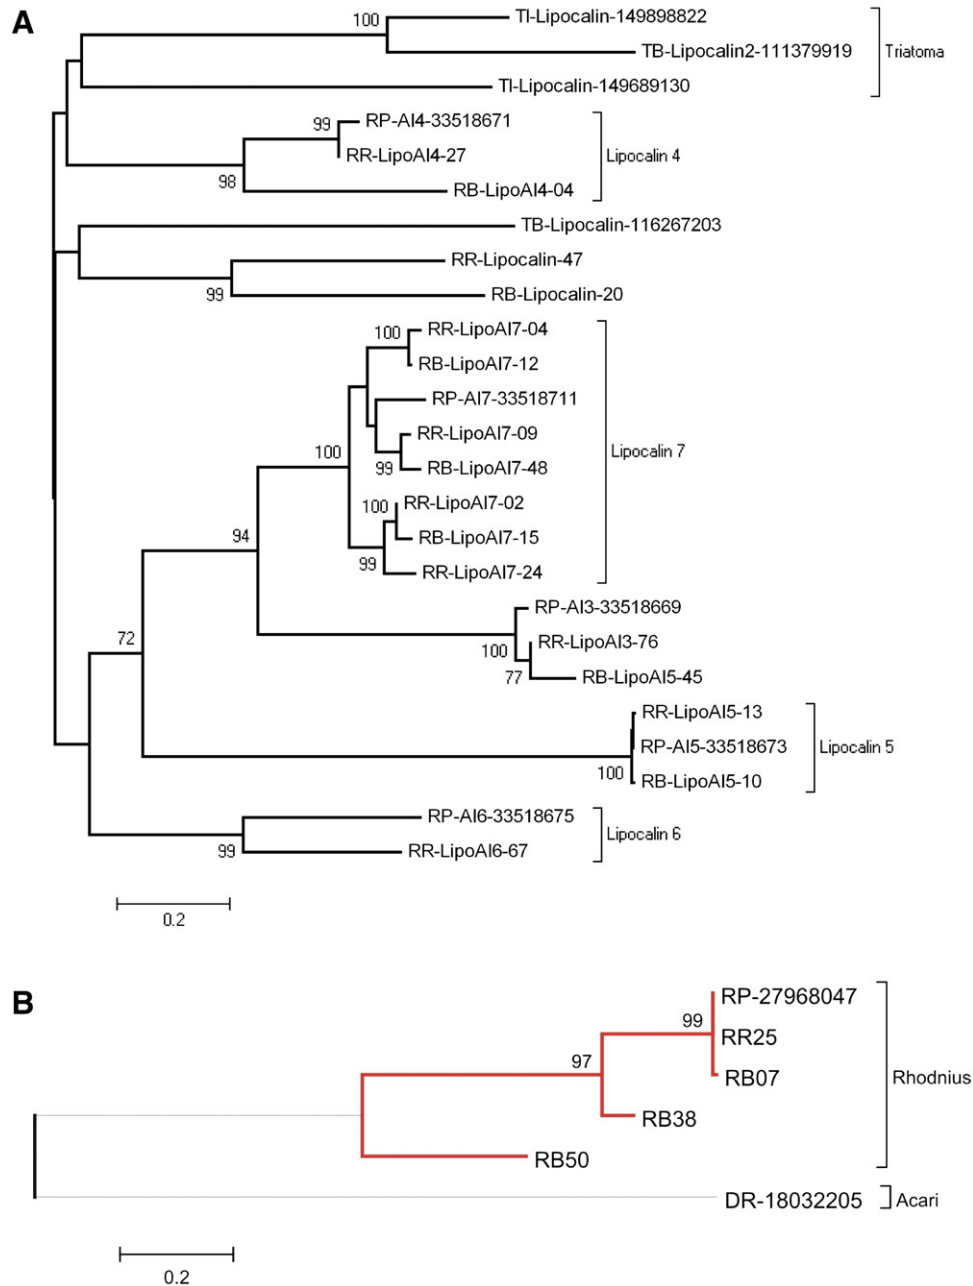 A
100
TI-Lipocalin-149898822
TB-Lipocalin2-111379919
Triatoma
TI-Lipocalin-149689130
99
RP-AI4-33518671
RR-LipoAI4-27
Lipocalin 4
98
RB-LipoAI4-04
TB-Lipocalin-116267203
RR-Lipocalin-47
99
RB-Lipocalin-20
100
RR-LipoAI7-04
RB-LipoAI7-12
RP-AI7-33518711
RR-LipoAI7-09
100
Lipocalin 7
99
RB-LipoAI7-48
100
RR-LipoAI7-02
94
RB-LipoAI7-15
99
RR-LipoAI7-24
RP-AI3-33518669
72
RR-LipoAI3-76
100
77
RB-LipoAI5-45
RR-LipoAI5-13
RP-AI5-33518673
Lipocalin 5
100
RB-LipoAI5-10
RP-AI6-33518675
Lipocalin 6
99
RR-LipoAI6-67
0.2
B
RP-27968047
99
RR25
97
RB07
Rhodnius
RB38
RB50
DR-18032205
Acari
0.2